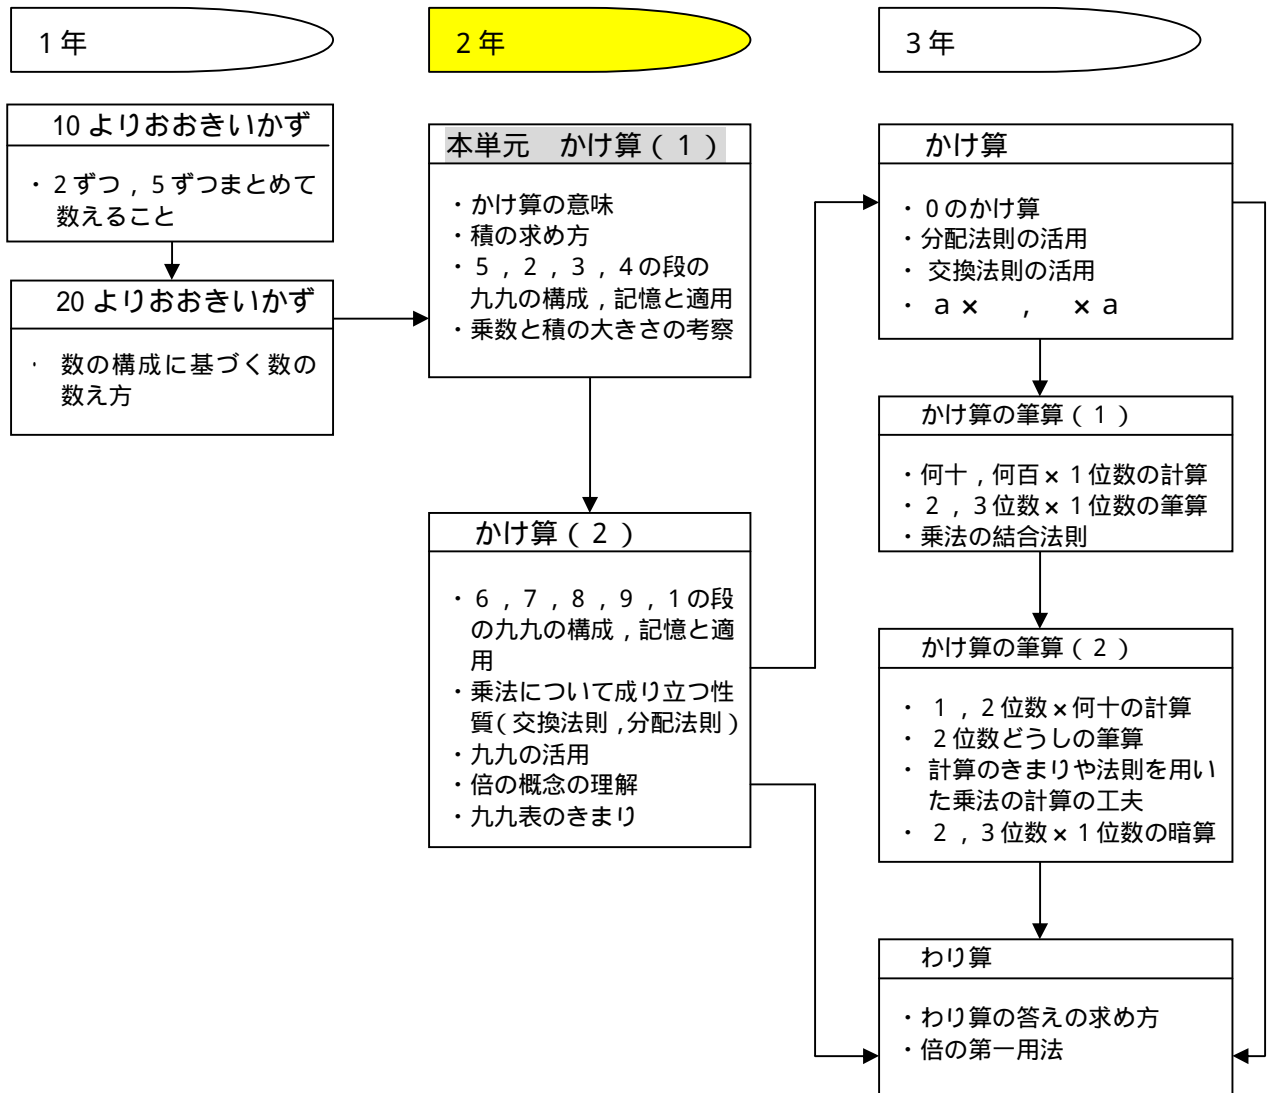 1年
10よりおおきいかず
・2ずつ，5ずつまとめて
数えること
20よりおおきいかず
・ 数の構成に基づく数の
数え方
2年
本単元　かけ算（1）
・かけ算の意味
・積の求め方
・5，2，3，4の段の
九九の構成，記憶と適用
・乗数と積の大きさの考察
かけ算（2）
・6，7，8，9，1の段
の九九の構成，記憶と適
用
・乗法について成り立つ性
質（交換法則，分配法則）
・九九の活用
・倍の概念の理解
・九九表のきまり
3年
かけ算
・0のかけ算
・分配法則の活用
・ 交換法則の活用
・ a×　，　×a
かけ算の筆算（1）
・何十，何百×1位数の計算
・2，3位数×1位数の筆算
・乗法の結合法則
かけ算の筆算（2）
・ 1，2位数×何十の計算
・ 2位数どうしの筆算
・ 計算のきまりや法則を用い
た乗法の計算の工夫
・ 2，3位数×1位数の暗算
わり算
・わり算の答えの求め方
・倍の第一用法